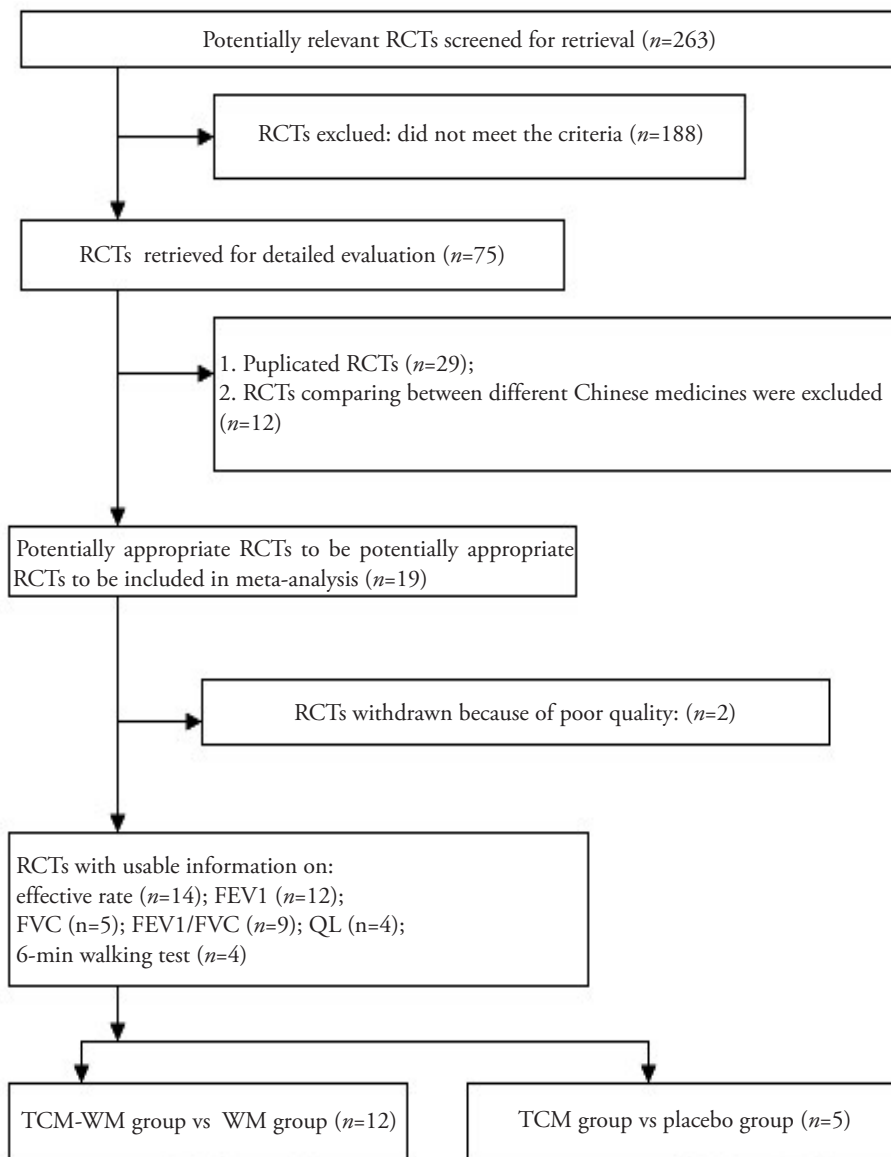 Potentially relevant RCTs screened for retrieval (n=263)
RCTs exclued: did not meet the criteria (n=188)
RCTs retrieved for detailed evaluation (n=75)
1. Puplicated RCTs (n=29);
2. RCTs comparing between different Chinese medicines were excluded
(n=12)
Potentially appropriate RCTs to be potentially appropriate
RCTs to be included in meta-analysis (n=19)
RCTs withdrawn because of poor quality: (n=2)
RCTs with usable information on:
effective rate (n=14); FEV1 (n=12);
FVC (n=5); FEV1/FVC (n=9); QL (n=4);
6-min walking test (n=4)
TCM-WM group vs WM group (n=12)
TCM group vs placebo group (n=5)